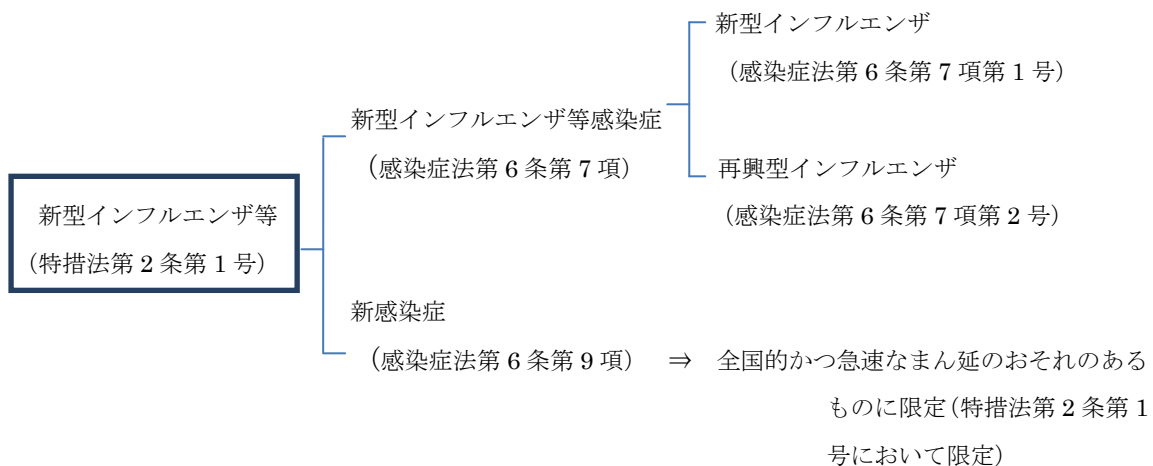 新型インフルエンザ
（感染症法第 6 条第 7 項第 1 号）
新型インフルエンザ等感染症
（感染症法第 6 条第 7 項）
再興型インフルエンザ
（感染症法第 6 条第 7 項第 2 号）
新型インフルエンザ等
（特措法第 2 条第 1 号）
新感染症
（感染症法第 6 条第 9 項） ⇒ 全国的かつ急速なまん延のおそれのある
ものに限定（特措法第 2 条第 1
号において限定）